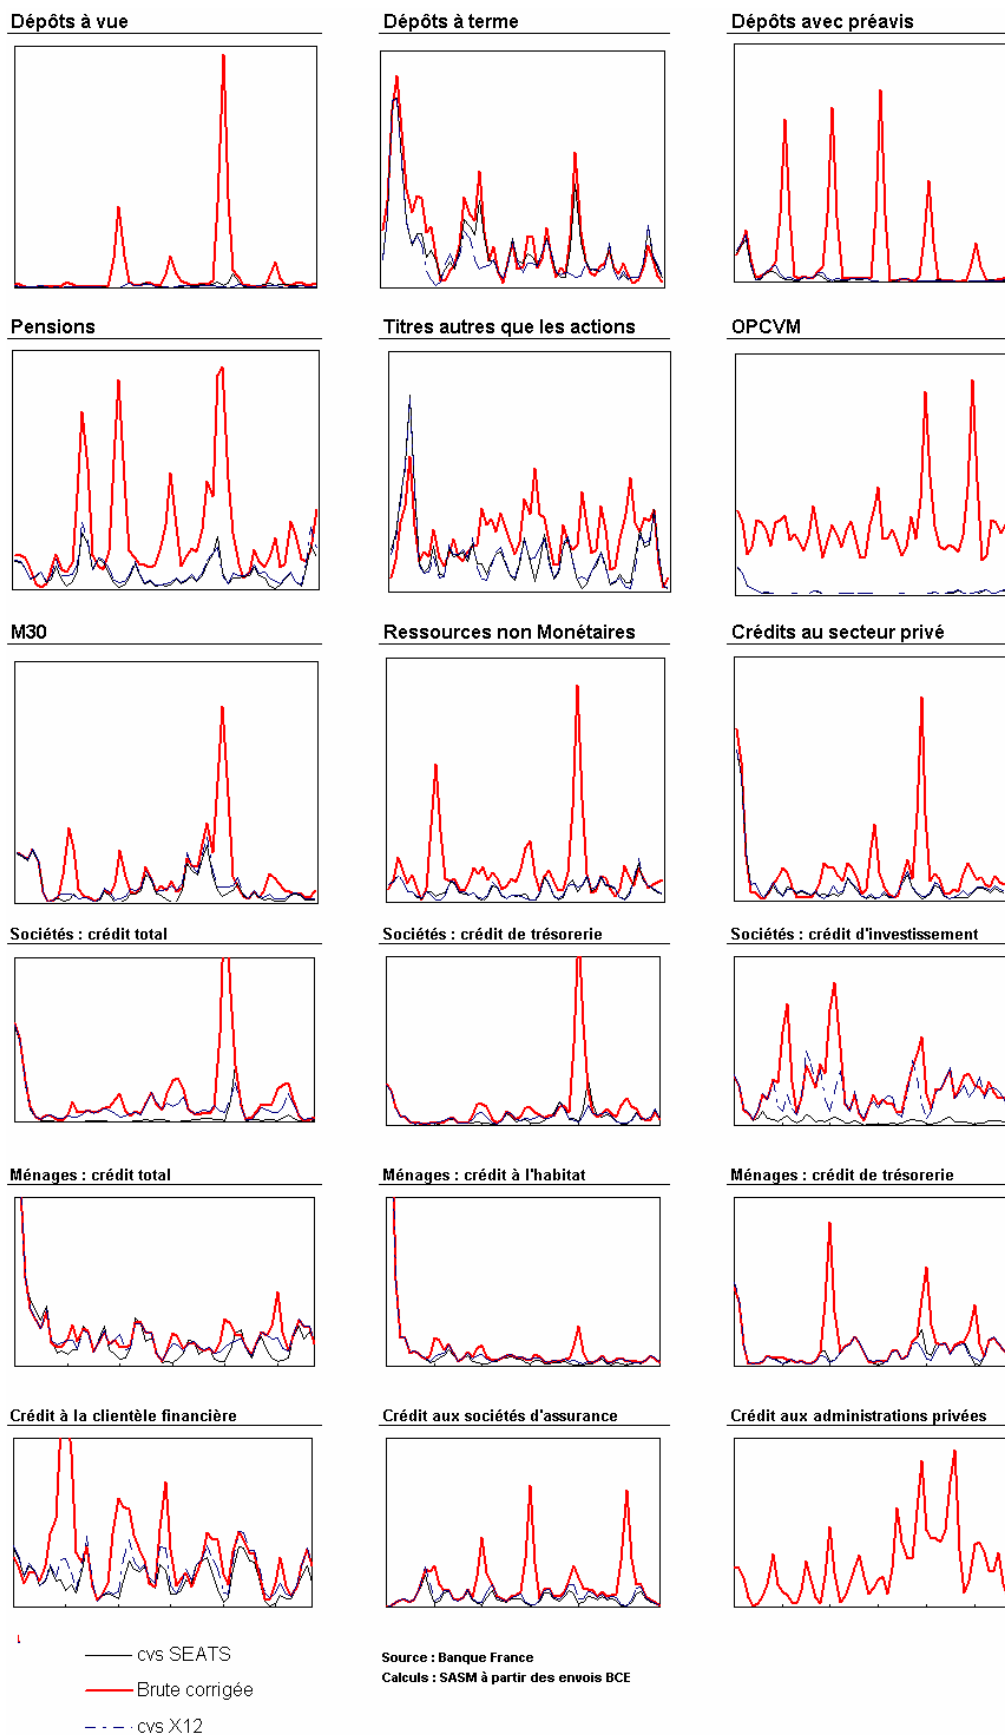 Dépôts à vue
Dépôts à terme
Dépôts avec préavis
Pensions
Titres autres que les actions
OPCVM
M30
Ressources non Monétaires
Crédits au secteur privé
Sociétés : crédit total
Sociétés : crédit de trésorerie
Sociétés : crédit d'investissement
Ménages : crédit total
Ménages : crédit à l'habitat
Ménages : crédit de trésorerie
Crédit à la clientèle financière
Crédit aux sociétés d'assurance
Crédit aux administrations privées
cvs SEATS
Brute corrigée
cvs X12
Source : Banque France
Calculs : SASM à partir des envois BCE